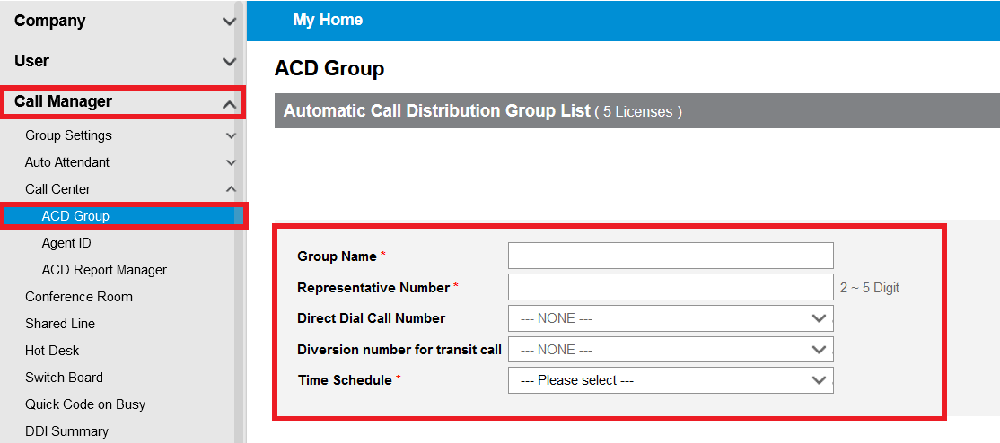 Company
User
Call Manager
Group Settings
Auto Attendant
Call Center
ACD Group
Agent ID
ACD Report Manager
Conference Room
Shared Line
Hot Desk
Switch Board
Quick Code on Busy
DDI Summary
My Home
ACD Group
Automatic Call Distribution Group List ( 5 Licenses )
Group Name *
Representative Number * 2 ~ 5 Digit
Direct Dial Call Number --- NONE ---
Diversion number for transit call --- NONE ---
Time Schedule * --- Please select ---